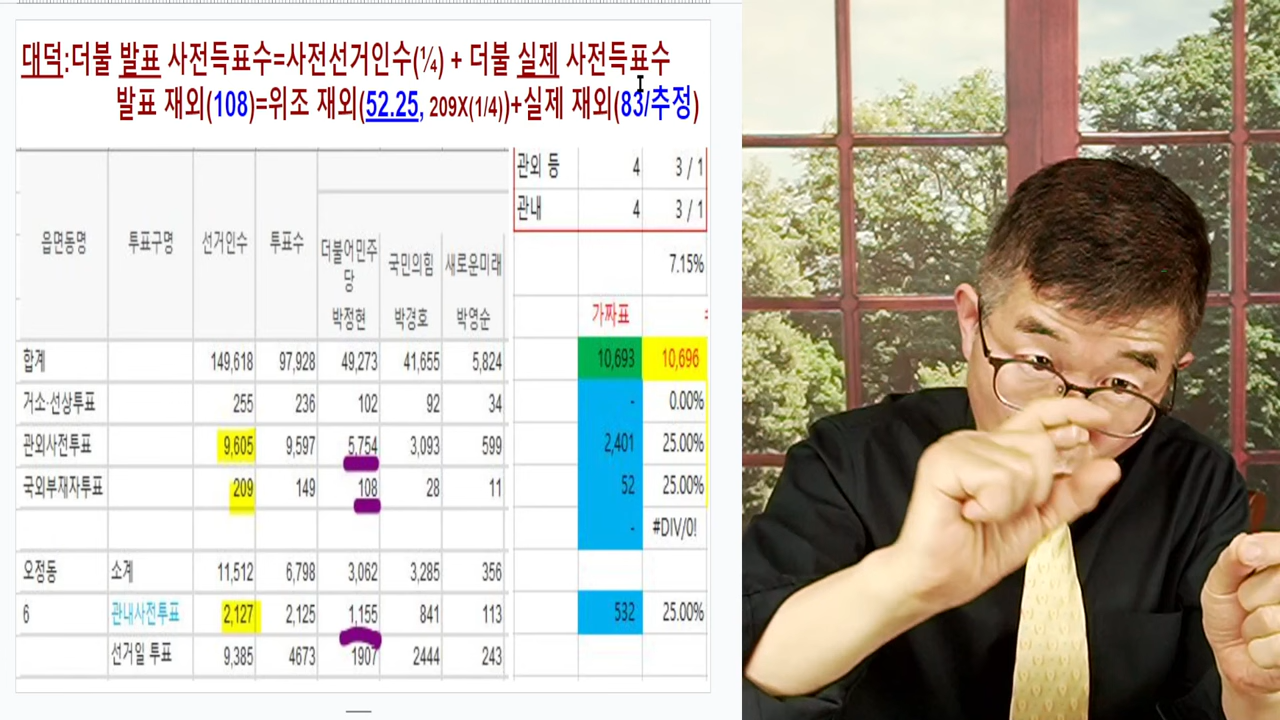 대덕:더불 발표 사전득표수=사전선거인수(¼) + 더불 실제 사전득표수
발표 재외(108)=위조 재외(52.25, 209X(1/4))+실제 재외(83/추정)
관외 등 4 3 / 1
관내 4 3 / 1
7.15%
읍면동명 투표구명 선거인수 투표수 더불어민주당 박정현 국민의힘 박경호 새로운미래 박영순
가짜표
합계 149,618 97,928 49,273 41,655 5,824 10,693 10,696
거소·선상투표 255 236 102 92 34 - 0.00%
관외사전투표 9,605 9,597 5,754 3,093 599 2,401 25.00%
국외부재자투표 209 149 108 28 11 52 25.00%
- #DIV/0!
오정동 소계 11,512 6,798 3,062 3,285 356
6 관내사전투표 2,127 2,125 1,155 841 113 532 25.00%
선거일 투표 9,385 4673 1907 2444 243